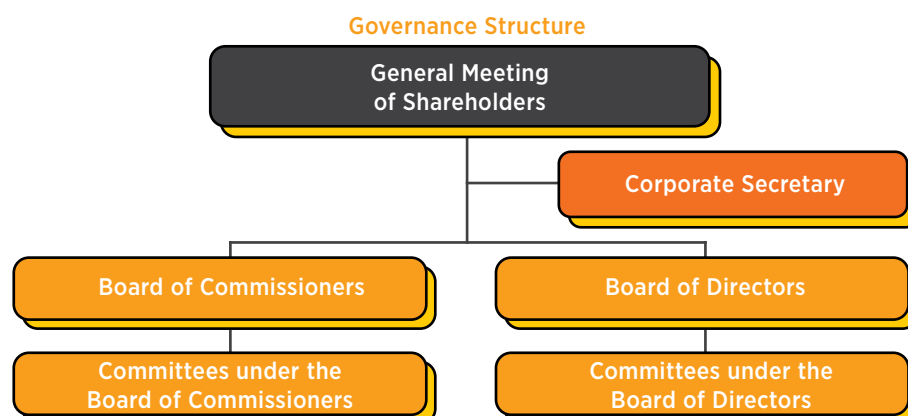 Governance Structure
General Meeting
of Shareholders
Corporate Secretary
Board of Commissioners
Board of Directors
Committees under the
Board of Commissioners
Committees under the
Board of Directors